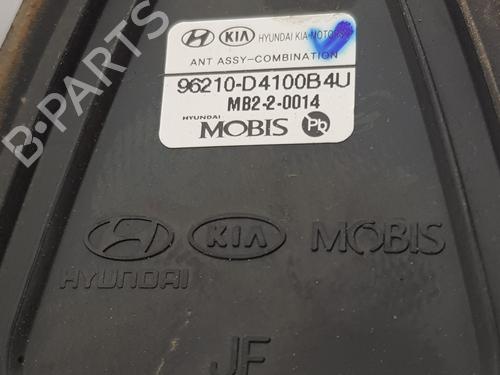 KIA HYUNDAI KIA MOTORS
ANT ASSY-COMBINATION
96210-D4100B4U
MB2-2-0014
HYUNDAI
MOBIS Pb
B-PARTS
KIA MOBIS
HYUNDAI
JF